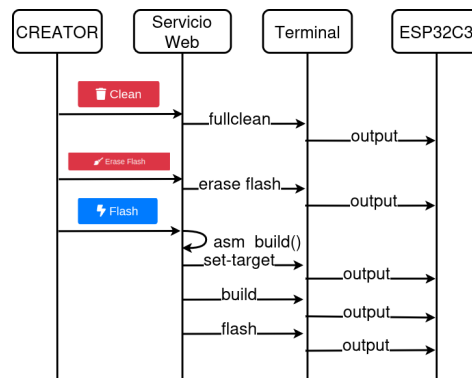 CREATOR
Servicio
Web
Terminal
ESP32C3
Clean
fullclean
output
Erase Flash
erase flash
output
Flash
asm build()
set-target
output
build
output
flash
output